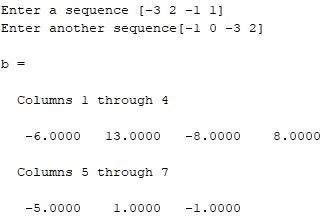 Enter a sequence [-3 2 -1 1]
Enter another sequence[-1 0 -3 2]
b =
Columns 1 through 4
-6.0000 13.0000 -8.0000 8.0000
Columns 5 through 7
-5.0000 1.0000 -1.0000